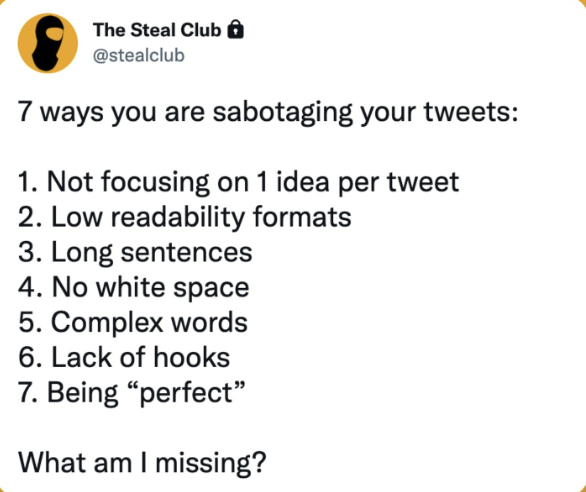 The Steal Club
@stealclub
7 ways you are sabotaging your tweets:
1. Not focusing on 1 idea per tweet
2. Low readability formats
3. Long sentences
4. No white space
5. Complex words
6. Lack of hooks
7. Being “perfect”
What am I missing?